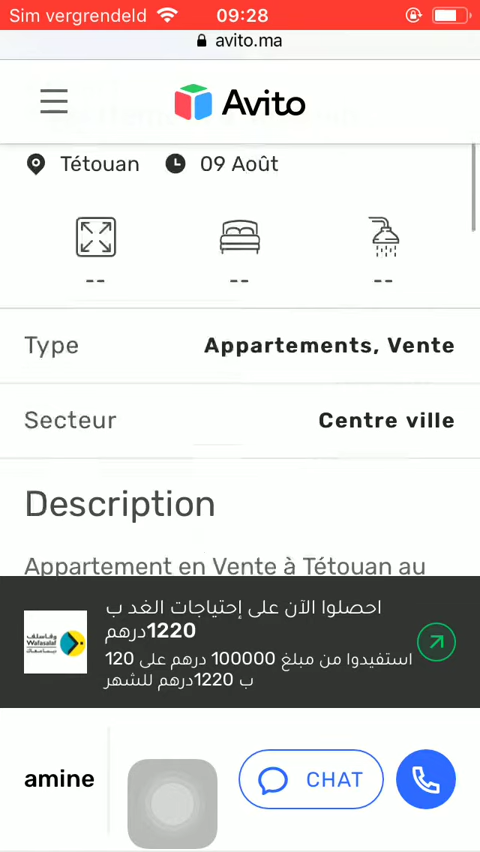 Sim vergrendeld 09:28
avito.ma
Avito
Tétouan 09 Août
-- -- --
Type Appartements, Vente
Secteur Centre ville
Description
Appartement en Vente à Tétouan au
احصلوا الآن على إحتياجات الغد ب
1220درهم
استفيدوا من مبلغ 100000 درهم على 120
ب 1220درهم للشهر
وفاسلف
Wafasalaf
amine CHAT